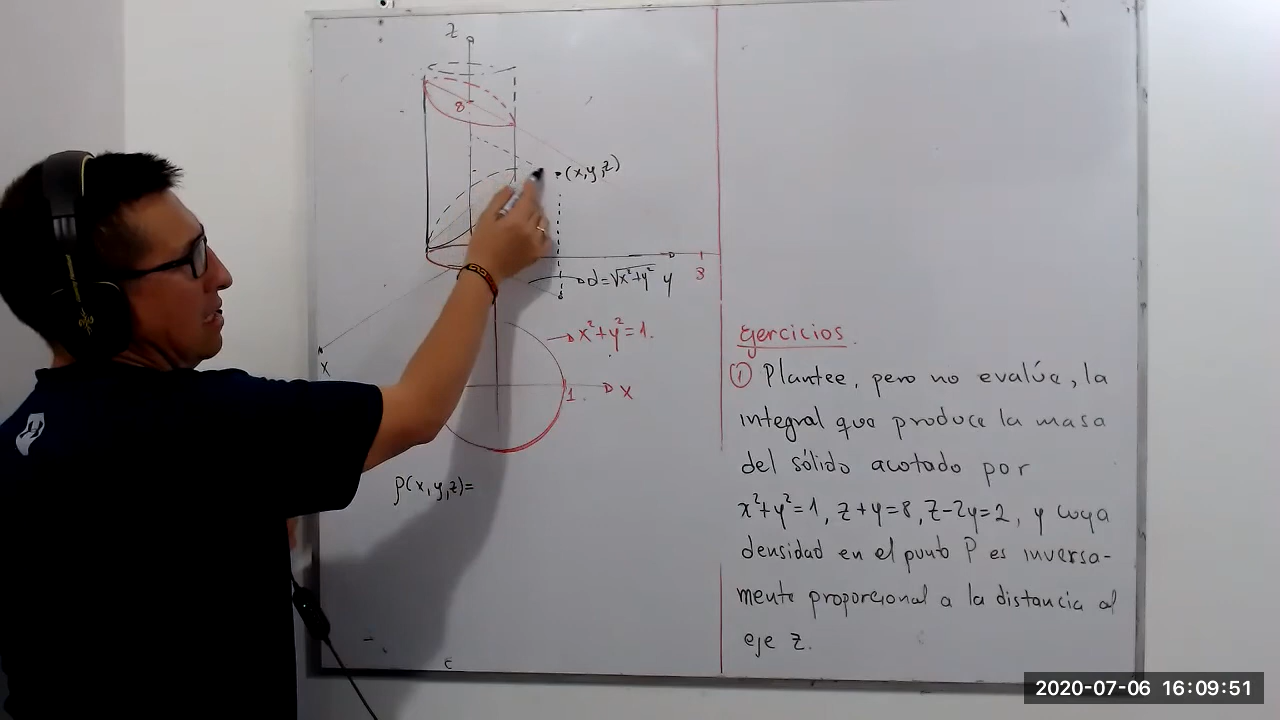 z
8
(x,y,z)
d=√x²+y² y
8
x
→ x²+y²=1.
1. x
ρ(x,y,z)=
ejercicios.
① Plantee, pero no evalúe, la
integral que produce la masa
del sólido acotado por
x²+y²=1, z+y=8, z-2y=2, y cuya
densidad en el punto P es inversa-
mente proporcional a la distancia al
eje z.
2020-07-06 16:09:51